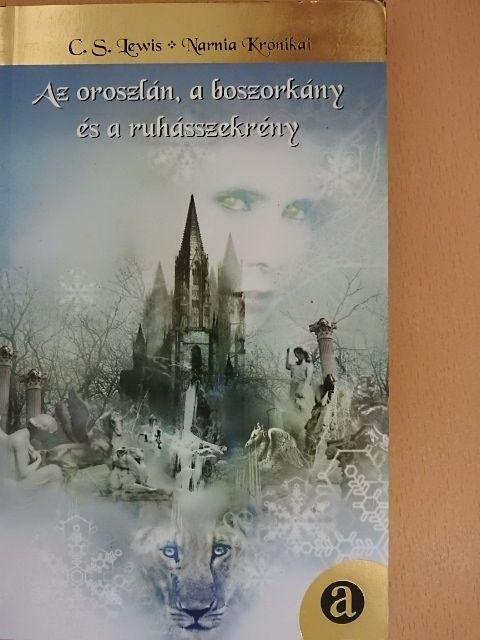 C. S. Lewis ❖ Narnia Krónikái
Az oroszlán, a boszorkány
és a ruhásszekrény
a